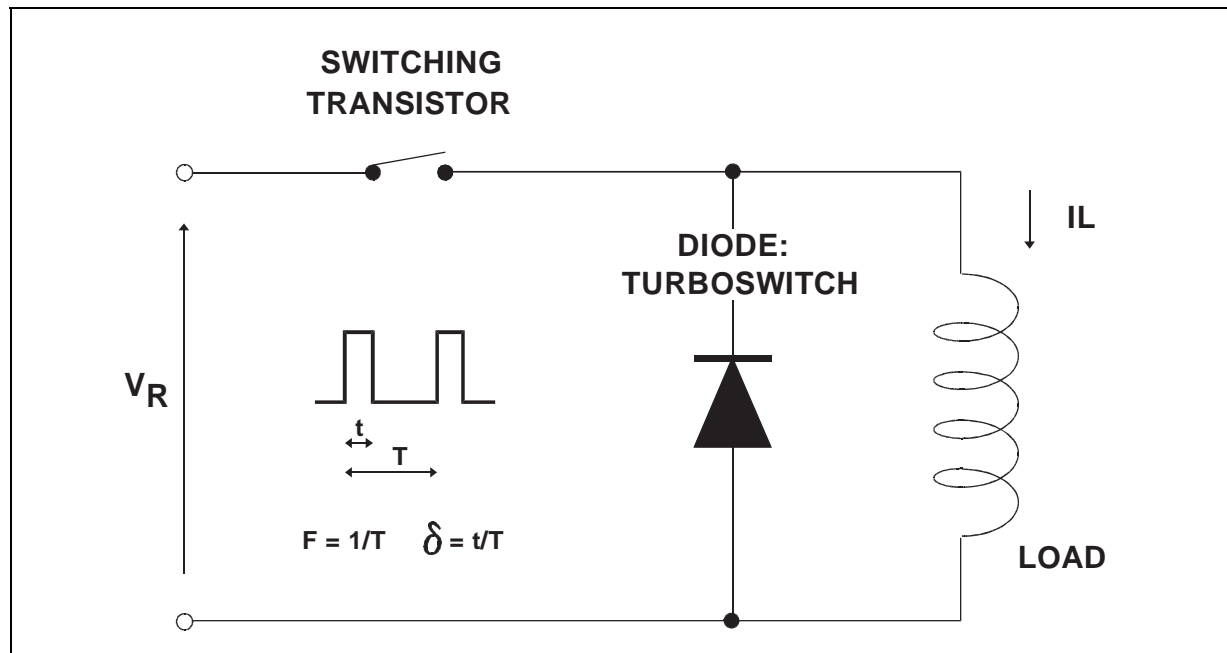 SWITCHING
TRANSISTOR
IL
DIODE:
TURBOSWITCH
VR
t
T
F = 1/T δ = t/T
LOAD